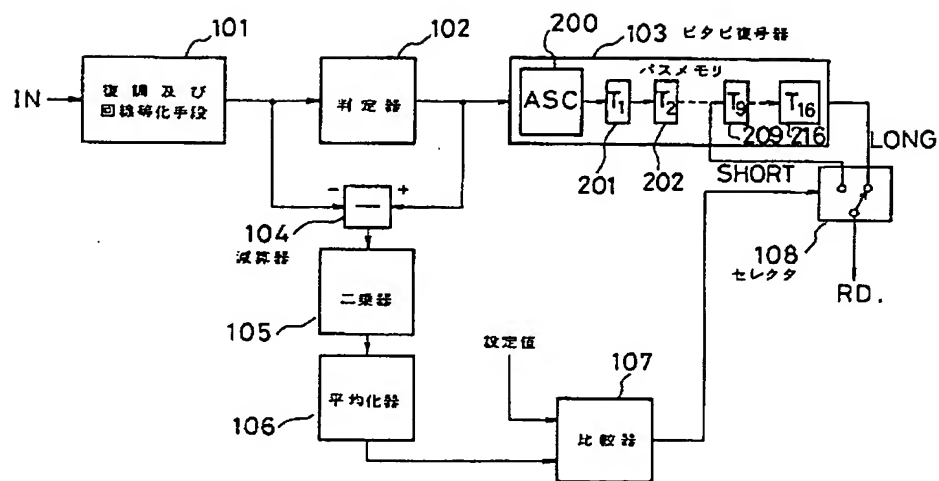 101
102
200
103 ビタビ復号器
パスメモリ
IN
復調及び
回線等化手段
判定器
ASC
T1
T2
T9
T16
201
202
209
216
LONG
SHORT
- +
—
104
減算器
108
セレクタ
RD.
二乗器
105
設定値
107
平均化器
106
比較器